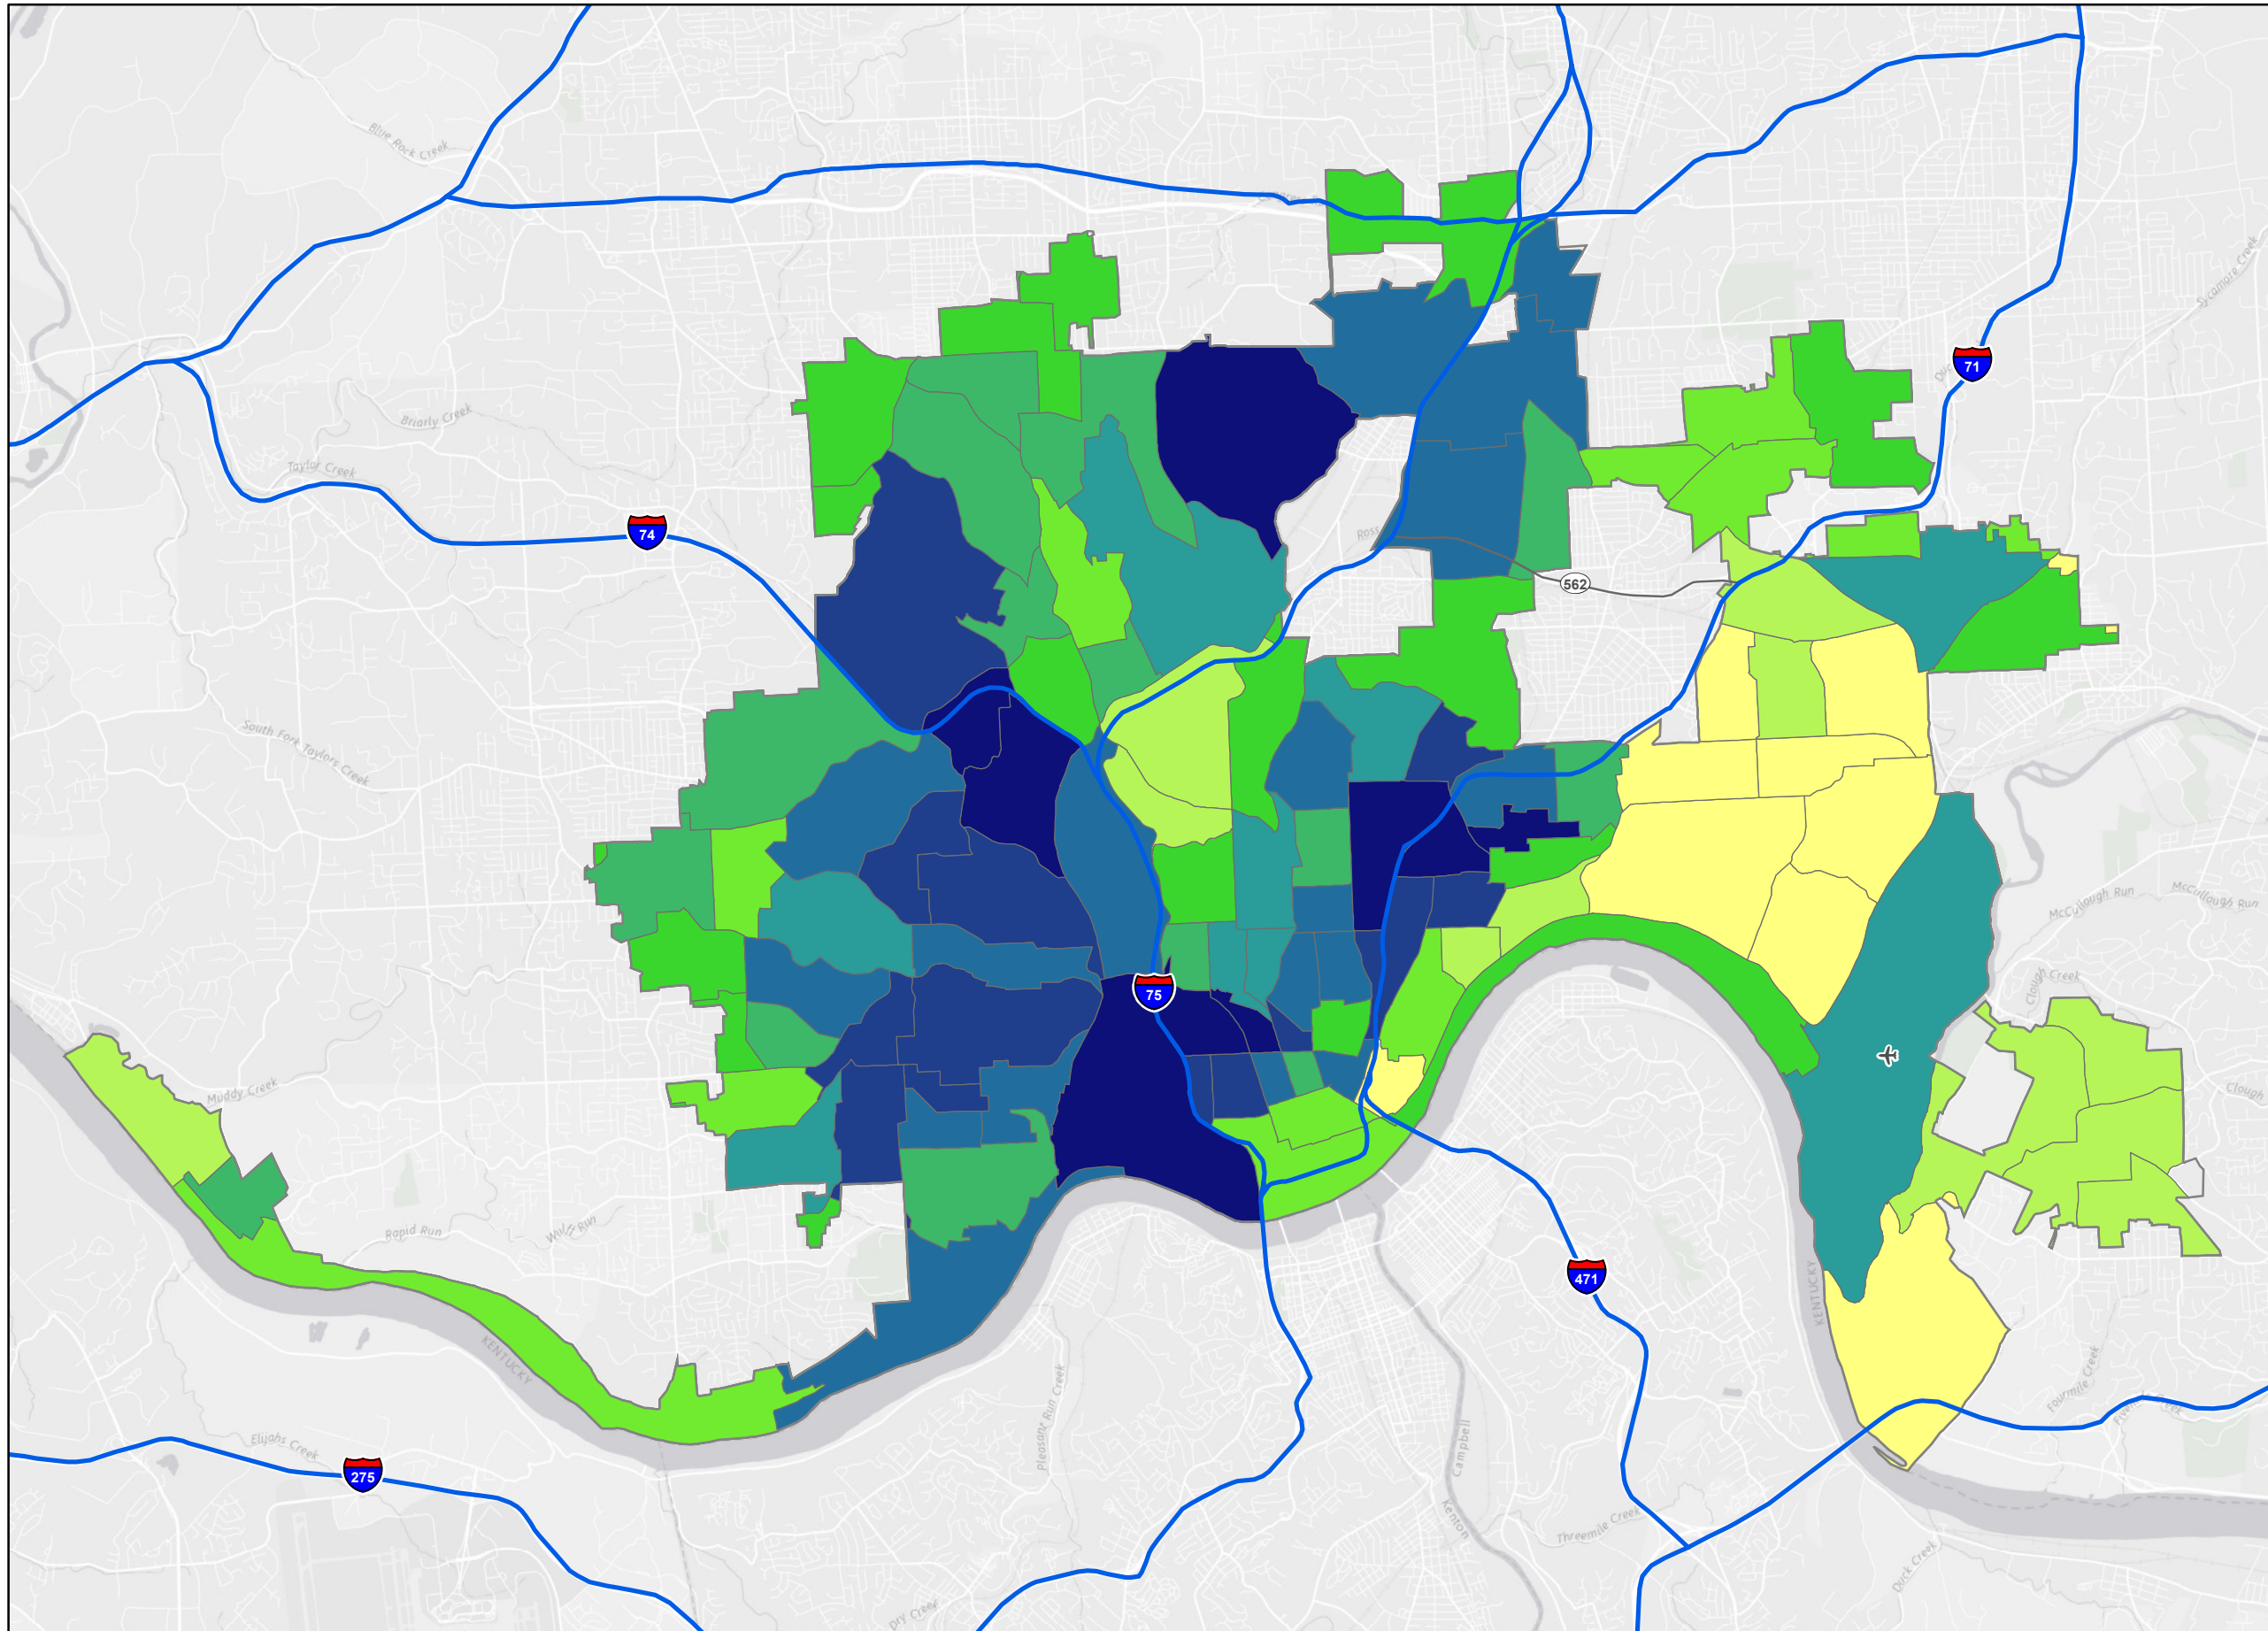 Blue Rock Creek
Sycamore Creek
71
Briarly Creek
Taylor Creek
74
Ross
562
South Fork Taylors Creek
McCullough Run
McCullough Run
Clough Creek
75
Muddy Creek
Clough
Rapid Run
Wulff Run
KENTUCKY
471
KENTUCKY
Pleasant Run Creek
Fourmile Creek
Campbell
Elijahs Creek
275
Kenton
Threemile Creek
Duck Creek
Dry Creek